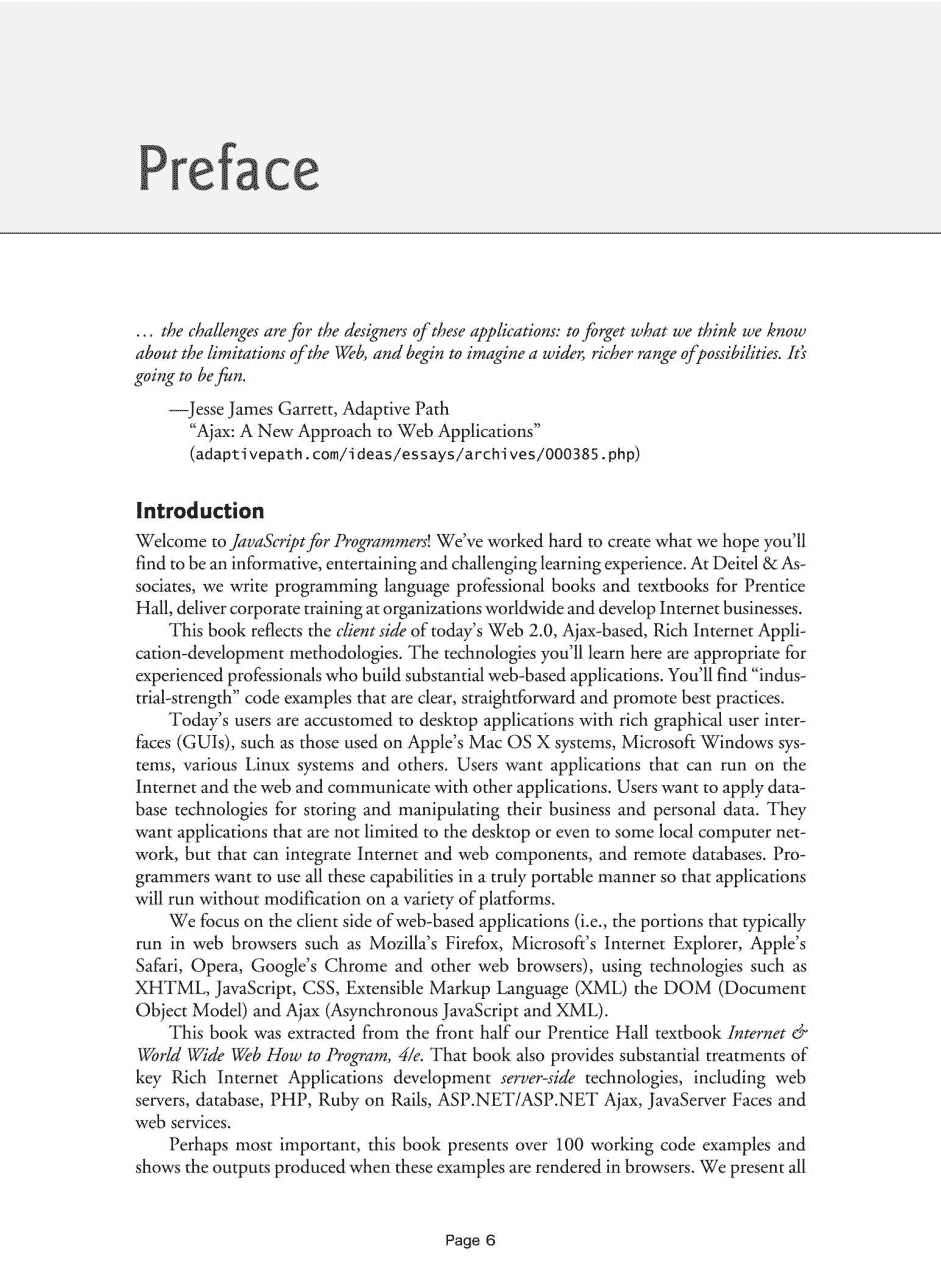 Preface
… the challenges are for the designers of these applications: to forget what we think we know
about the limitations of the Web, and begin to imagine a wider, richer range of possibilities. It’s
going to be fun.
—Jesse James Garrett, Adaptive Path
“Ajax: A New Approach to Web Applications”
(adaptivepath.com/ideas/essays/archives/000385.php)
Introduction
Welcome to JavaScript for Programmers! We’ve worked hard to create what we hope you’ll
find to be an informative, entertaining and challenging learning experience. At Deitel & As-
sociates, we write programming language professional books and textbooks for Prentice
Hall, deliver corporate training at organizations worldwide and develop Internet businesses.
This book reflects the client side of today’s Web 2.0, Ajax-based, Rich Internet Appli-
cation-development methodologies. The technologies you’ll learn here are appropriate for
experienced professionals who build substantial web-based applications. You’ll find “indus-
trial-strength” code examples that are clear, straightforward and promote best practices.
Today’s users are accustomed to desktop applications with rich graphical user inter-
faces (GUIs), such as those used on Apple’s Mac OS X systems, Microsoft Windows sys-
tems, various Linux systems and others. Users want applications that can run on the
Internet and the web and communicate with other applications. Users want to apply data-
base technologies for storing and manipulating their business and personal data. They
want applications that are not limited to the desktop or even to some local computer net-
work, but that can integrate Internet and web components, and remote databases. Pro-
grammers want to use all these capabilities in a truly portable manner so that applications
will run without modification on a variety of platforms.
We focus on the client side of web-based applications (i.e., the portions that typically
run in web browsers such as Mozilla’s Firefox, Microsoft’s Internet Explorer, Apple’s
Safari, Opera, Google’s Chrome and other web browsers), using technologies such as
XHTML, JavaScript, CSS, Extensible Markup Language (XML) the DOM (Document
Object Model) and Ajax (Asynchronous JavaScript and XML).
This book was extracted from the front half our Prentice Hall textbook Internet &
World Wide Web How to Program, 4/e. That book also provides substantial treatments of
key Rich Internet Applications development server-side technologies, including web
servers, database, PHP, Ruby on Rails, ASP.NET/ASP.NET Ajax, JavaServer Faces and
web services.
Perhaps most important, this book presents over 100 working code examples and
shows the outputs produced when these examples are rendered in browsers. We present all
Page 6